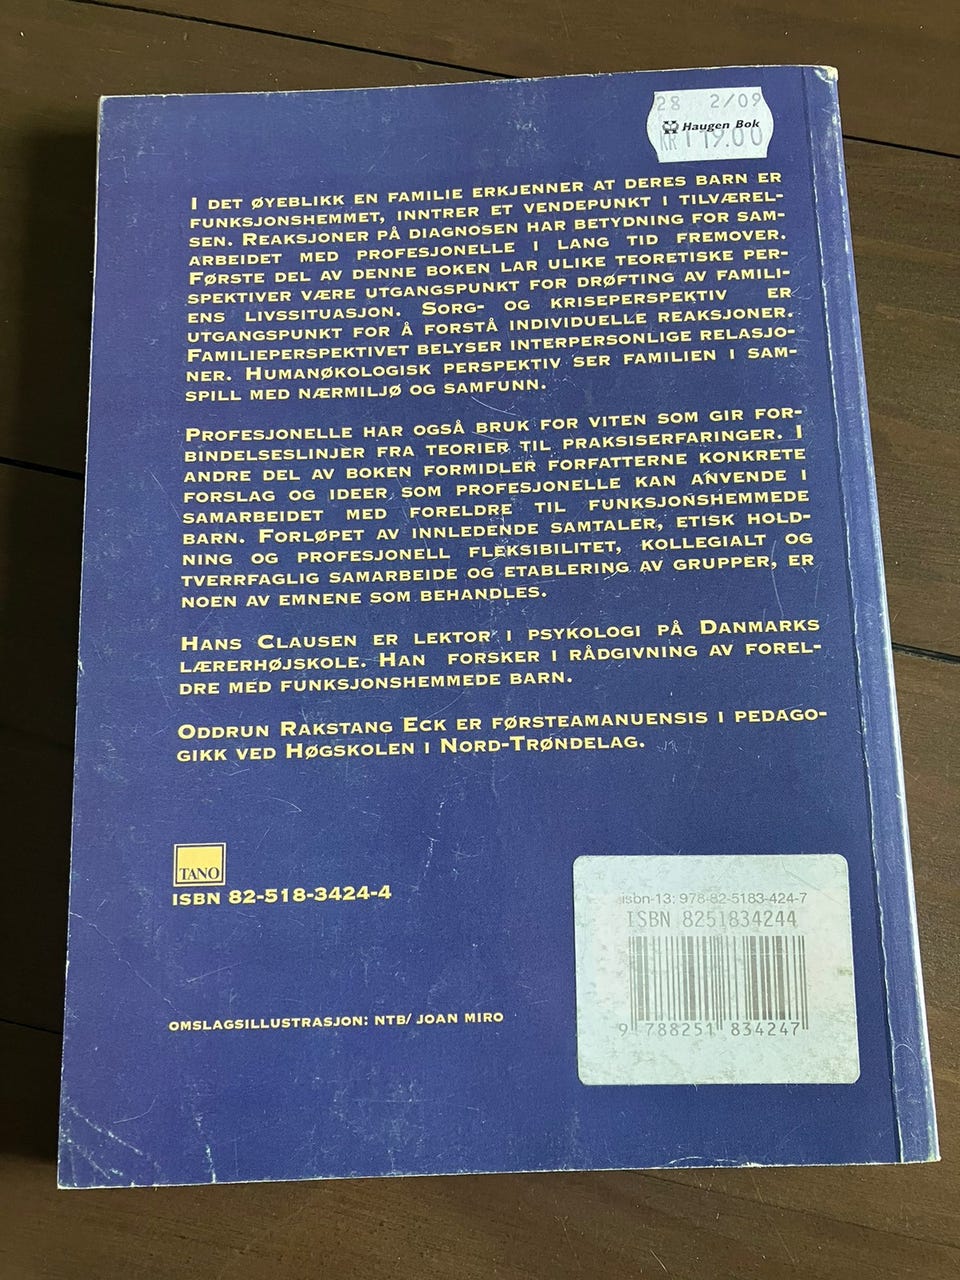 28 2/09
Haugen Bok
KR 119.00
I DET ØYEBLIKK EN FAMILIE ERKJENNER AT DERES BARN ER
FUNKSJONSHEMMET, INNTRER ET VENDEPUNKT I TILVÆREL-
SEN. REAKSJONER PÅ DIAGNOSEN HAR BETYDNING FOR SAM-
ARBEIDET MED PROFESJONELLE I LANG TID FREMOVER.
FØRSTE DEL AV DENNE BOKEN LAR ULIKE TEORETISKE PER-
SPEKTIVER VÆRE UTGANGSPUNKT FOR DRØFTING AV FAMILI-
ENS LIVSSITUASJON. SORG- OG KRISEPERSPEKTIV ER
UTGANGSPUNKT FOR Å FORSTÅ INDIVIDUELLE REAKSJONER.
FAMILIEPERSPEKTIVET BELYSER INTERPERSONLIGE RELASJO-
NER. HUMANØKOLOGISK PERSPEKTIV SER FAMILIEN I SAM-
SPILL MED NÆRMILJØ OG SAMFUNN.
PROFESJONELLE HAR OGSÅ BRUK FOR VITEN SOM GIR FOR-
BINDELSESLINJER FRA TEORIER TIL PRAKSISERFARINGER. I
ANDRE DEL AV BOKEN FORMIDLER FORFATTERNE KONKRETE
FORSLAG OG IDEER SOM PROFESJONELLE KAN ANVENDE I
SAMARBEIDET MED FORELDRE TIL FUNKSJONSHEMMEDE
BARN. FORLØPET AV INNLEDENDE SAMTALER, ETISK HOLD-
NING OG PROFESJONELL FLEKSIBILITET, KOLLEGIALT OG
TVERRFAGLIG SAMARBEIDE OG ETABLERING AV GRUPPER, ER
NOEN AV EMNENE SOM BEHANDLES.
HANS CLAUSEN ER LEKTOR I PSYKOLOGI PÅ DANMARKS
LÆRERHØJSKOLE. HAN FORSKER I RÅDGIVNING AV FOREL-
DRE MED FUNKSJONSHEMMEDE BARN.
ODDRUN RAKSTANG ECK ER FØRSTEAMANUENSIS I PEDAGO-
GIKK VED HØGSKOLEN I NORD-TRØNDELAG.
TANO
ISBN 82-518-3424-4
isbn-13: 978-82-5183-424-7
ISBN 8251834244
9 788251 834247
OMSLAGSILLUSTRASJON: NTB/ JOAN MIRO